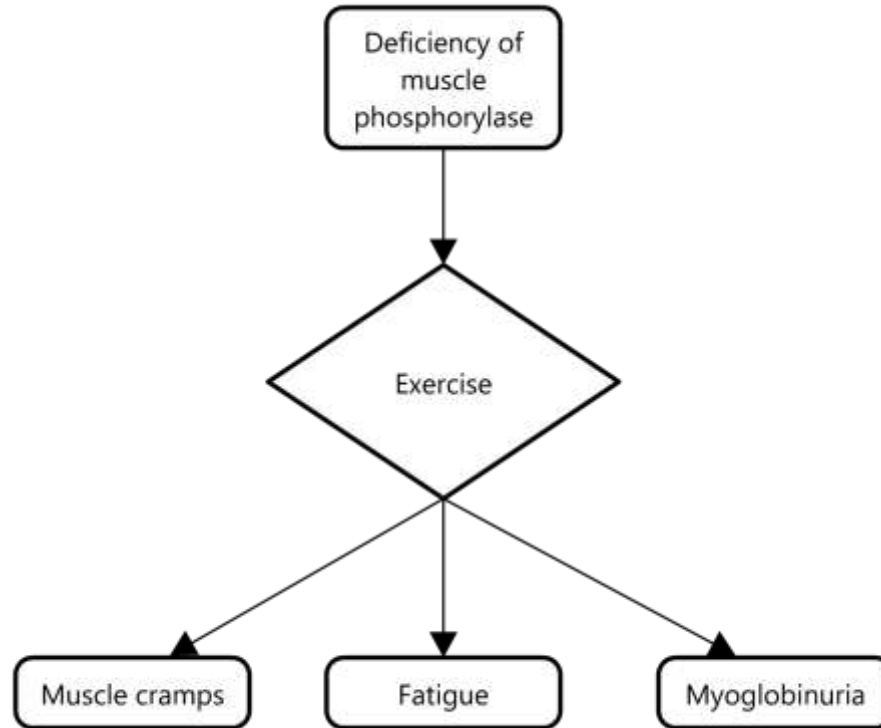 Deficiency of
muscle
phosphorylase
Exercise
Muscle cramps
Fatigue
Myoglobinuria